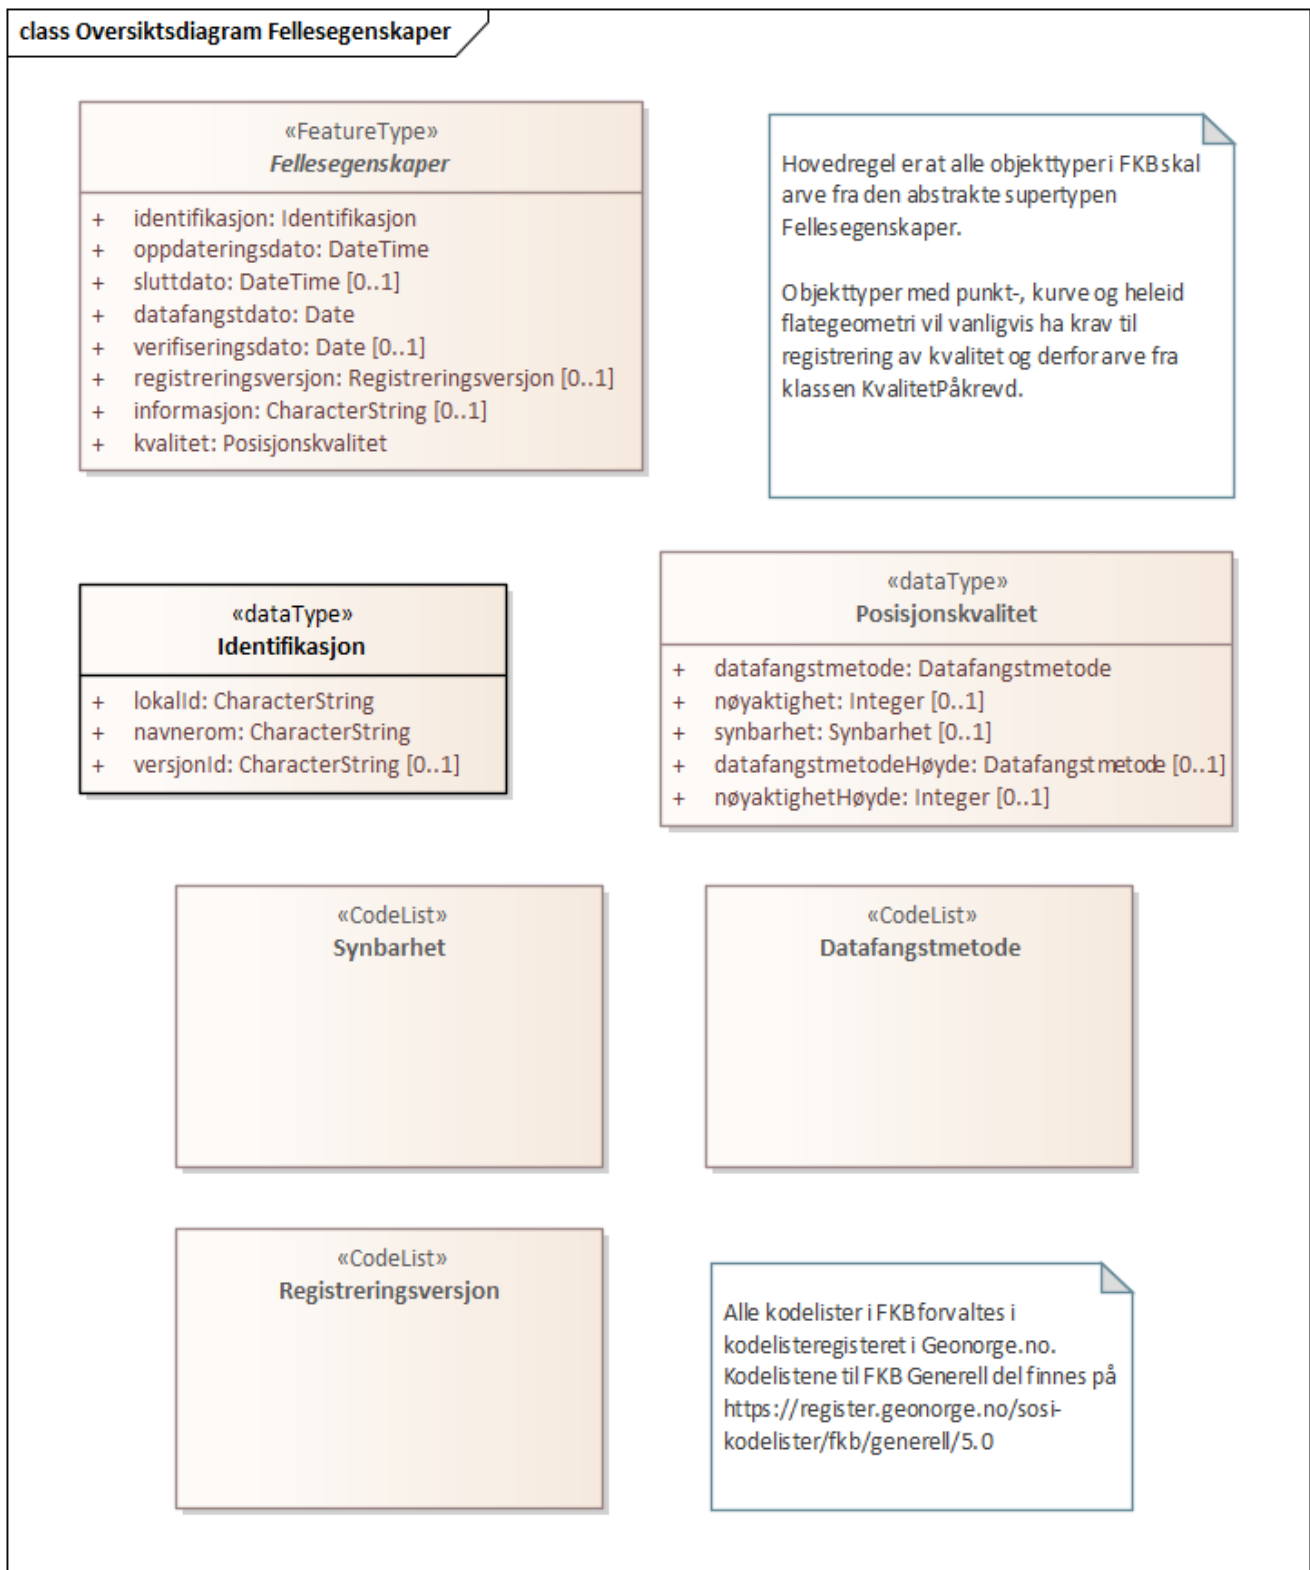 class Oversiktsdiagram Fellesegenskaper
«FeatureType»
Fellesegenskaper
+ identifikasjon: Identifikasjon
+ oppdateringsdato: DateTime
+ sluttdato: DateTime [0..1]
+ datafangstdato: Date
+ verifiseringsdato: Date [0..1]
+ registreringsversjon: Registreringsversjon [0..1]
+ informasjon: CharacterString [0..1]
+ kvalitet: Posisjonskvalitet
Hovedregel er at alle objekttyper i FKB skal
arve fra den abstrakte supertypen
Fellesegenskaper.
Objekttyper med punkt-, kurve og heleid
flategeometri vil vanligvis ha krav til
registrering av kvalitet og derfor arve fra
klassen KvalitetPåkrevd.
«dataType»
Identifikasjon
+ lokalId: CharacterString
+ navnerom: CharacterString
+ versjonId: CharacterString [0..1]
«dataType»
Posisjonskvalitet
+ datafangstmetode: Datafangstmetode
+ nøyaktighet: Integer [0..1]
+ synbarhet: Synbarhet [0..1]
+ datafangstmetodeHøyde: Datafangstmetode [0..1]
+ nøyaktighetHøyde: Integer [0..1]
«CodeList»
Synbarhet
«CodeList»
Datafangstmetode
«CodeList»
Registreringsversjon
Alle kodelister i FKB forvaltes i
kodelisteregisteret i Geonorge.no.
Kodelistene til FKB Generell del finnes på
https://register.geonorge.no/sosi-
kodelister/fkb/generell/5.0